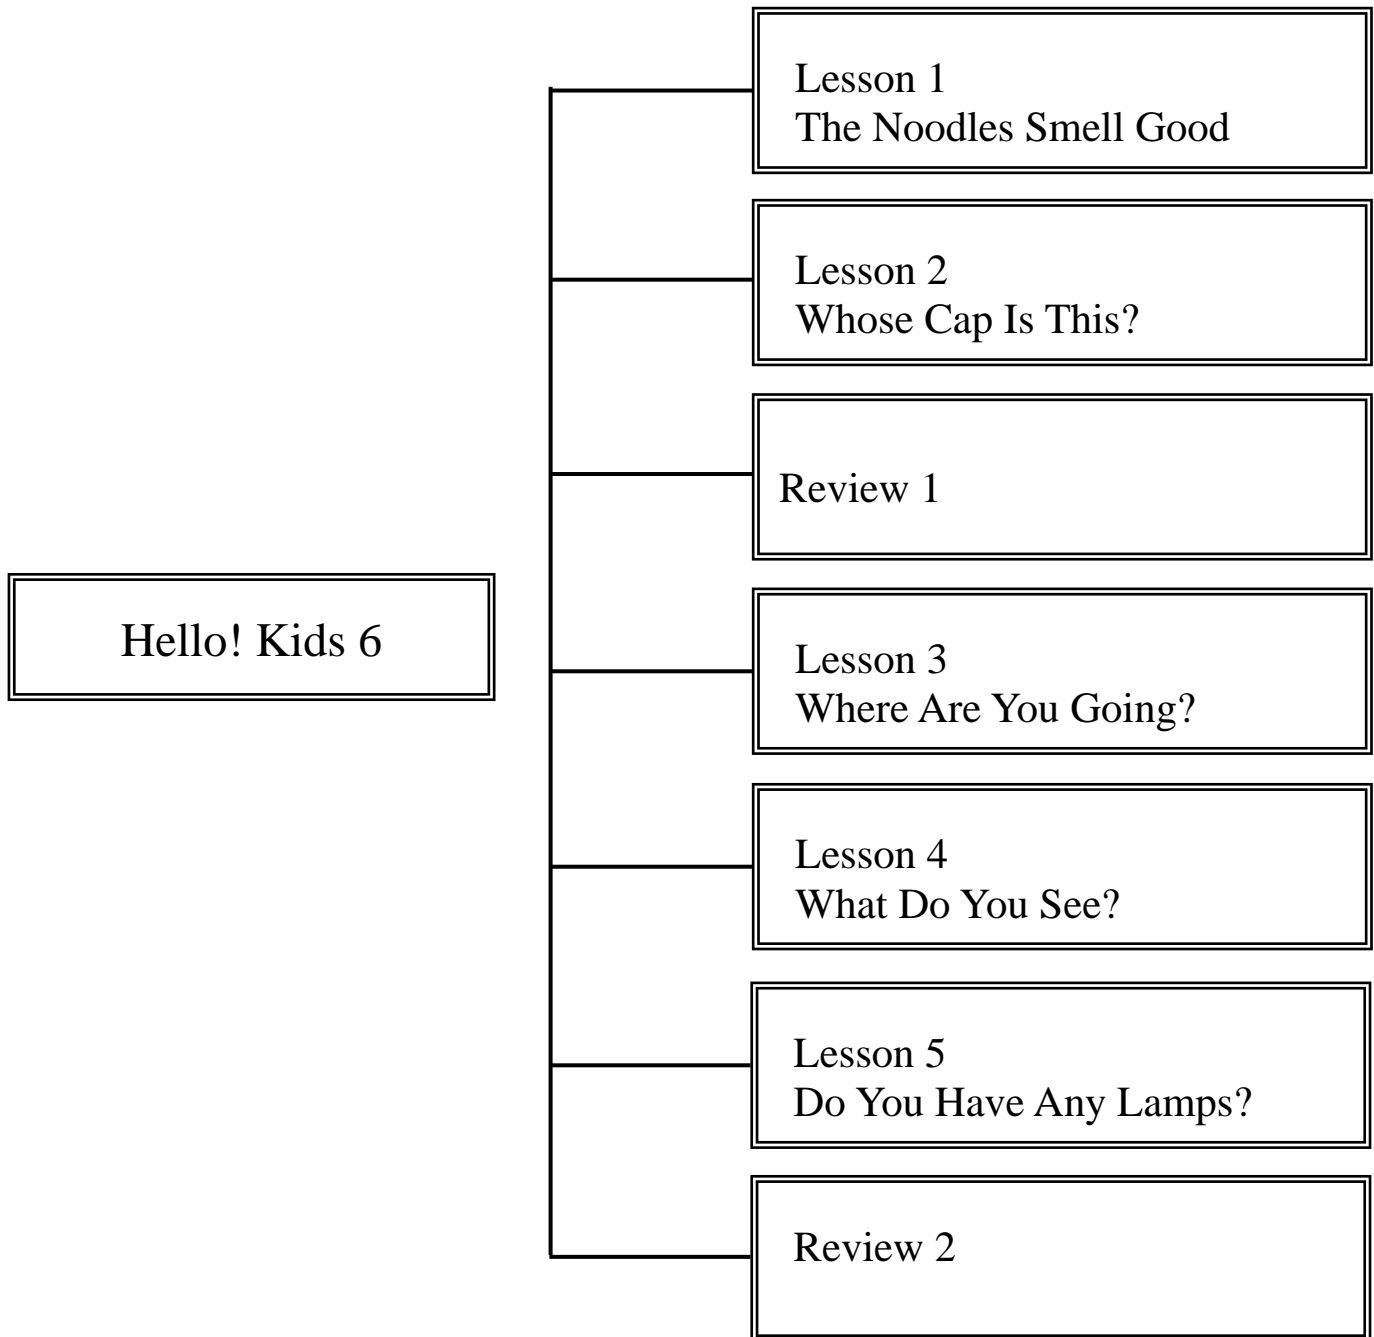 Hello! Kids 6
Lesson 1
The Noodles Smell Good
Lesson 2
Whose Cap Is This?
Review 1
Lesson 3
Where Are You Going?
Lesson 4
What Do You See?
Lesson 5
Do You Have Any Lamps?
Review 2